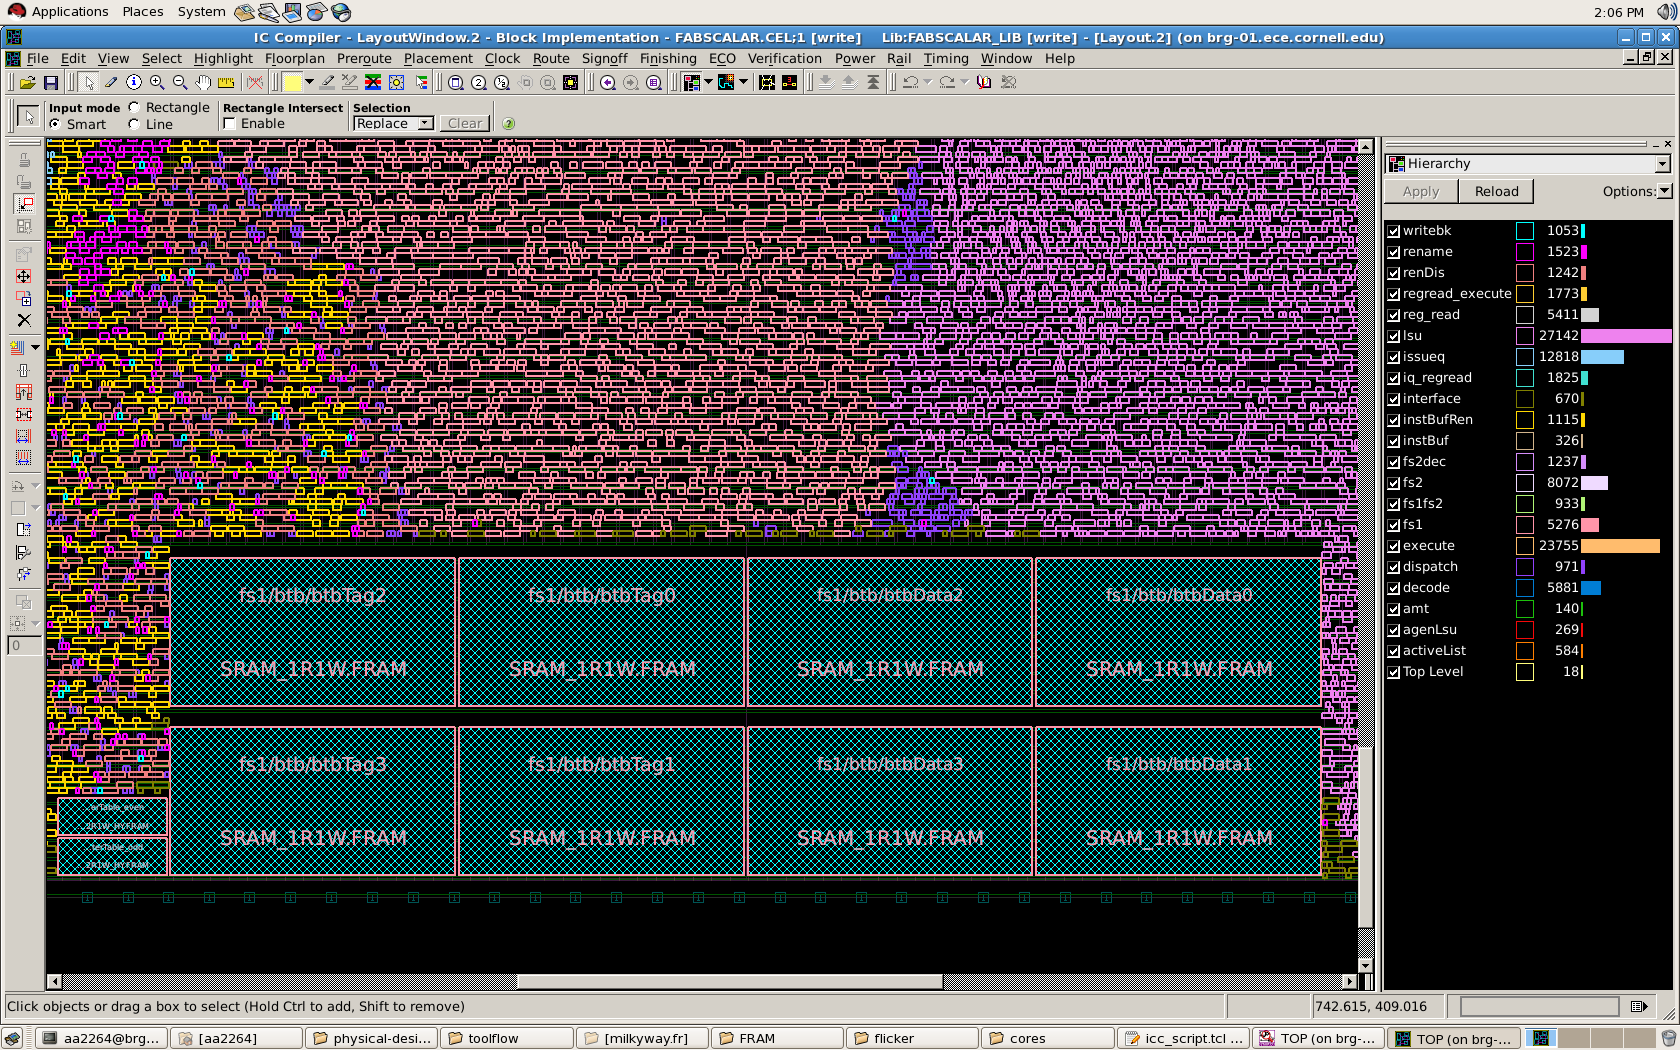 Applications Places System 2:06 PM
IC Compiler - LayoutWindow.2 - Block Implementation - FABSCALAR.CEL;1 [write] Lib:FABSCALAR_LIB [write] - [Layout.2] (on brg-01.ece.cornell.edu)
File Edit View Select Highlight Floorplan Preroute Placement Clock Route Signoff Finishing ECO Verification Power Rail Timing Window Help
Input mode Rectangle Rectangle Intersect Selection
Smart Line Enable Replace Clear
Hierarchy
Apply Reload Options:
writebk 1053
rename 1523
renDis 1242
regread_execute 1773
reg_read 5411
lsu 27142
issueq 12818
iq_regread 1825
interface 670
instBufRen 1115
instBuf 326
fs2dec 1237
fs2 8072
fs1fs2 933
fs1 5276
execute 23755
dispatch 971
decode 5881
amt 140
agenLsu 269
activeList 584
Top Level 18
0
fs1/btb/btbTag2 fs1/btb/btbTag0 fs1/btb/btbData2 fs1/btb/btbData0
SRAM_1R1W.FRAM SRAM_1R1W.FRAM SRAM_1R1W.FRAM SRAM_1R1W.FRAM
fs1/btb/btbTag3 fs1/btb/btbTag1 fs1/btb/btbData3 fs1/btb/btbData1
SRAM_1R1W.FRAM SRAM_1R1W.FRAM SRAM_1R1W.FRAM SRAM_1R1W.FRAM
Click objects or drag a box to select (Hold Ctrl to add, Shift to remove) 742.615, 409.016
aa2264@brg... [aa2264] physical-desi... toolflow [milkyway.fr] FRAM flicker cores icc_script.tcl ... TOP (on brg-... TOP (on brg-...